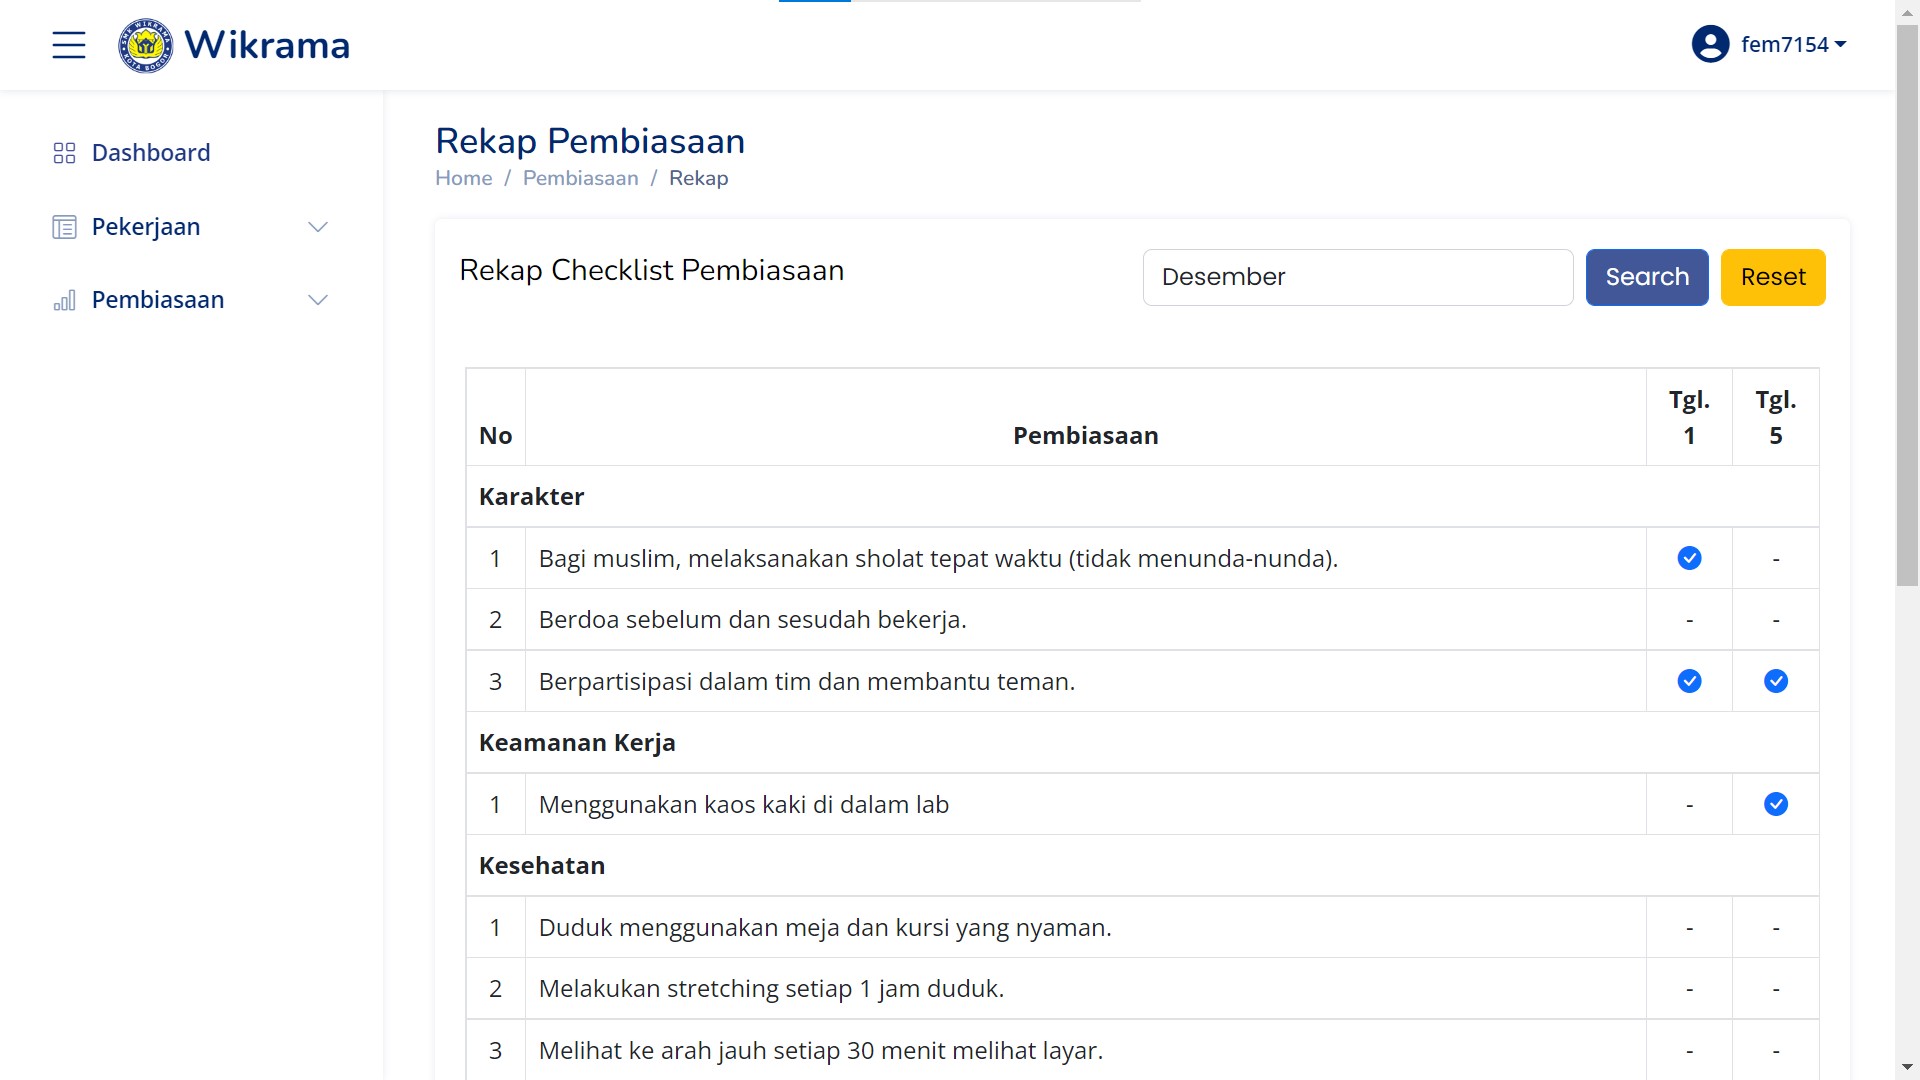 Wikrama
fem7154
Dashboard
Pekerjaan
Pembiasaan
Rekap Pembiasaan
Home / Pembiasaan / Rekap
Rekap Checklist Pembiasaan
Desember
Search
Reset
No Pembiasaan Tgl. 1 Tgl. 5
Karakter
1 Bagi muslim, melaksanakan sholat tepat waktu (tidak menunda-nunda). -
2 Berdoa sebelum dan sesudah bekerja. - -
3 Berpartisipasi dalam tim dan membantu teman.
Keamanan Kerja
1 Menggunakan kaos kaki di dalam lab -
Kesehatan
1 Duduk menggunakan meja dan kursi yang nyaman. - -
2 Melakukan stretching setiap 1 jam duduk. - -
3 Melihat ke arah jauh setiap 30 menit melihat layar. - -